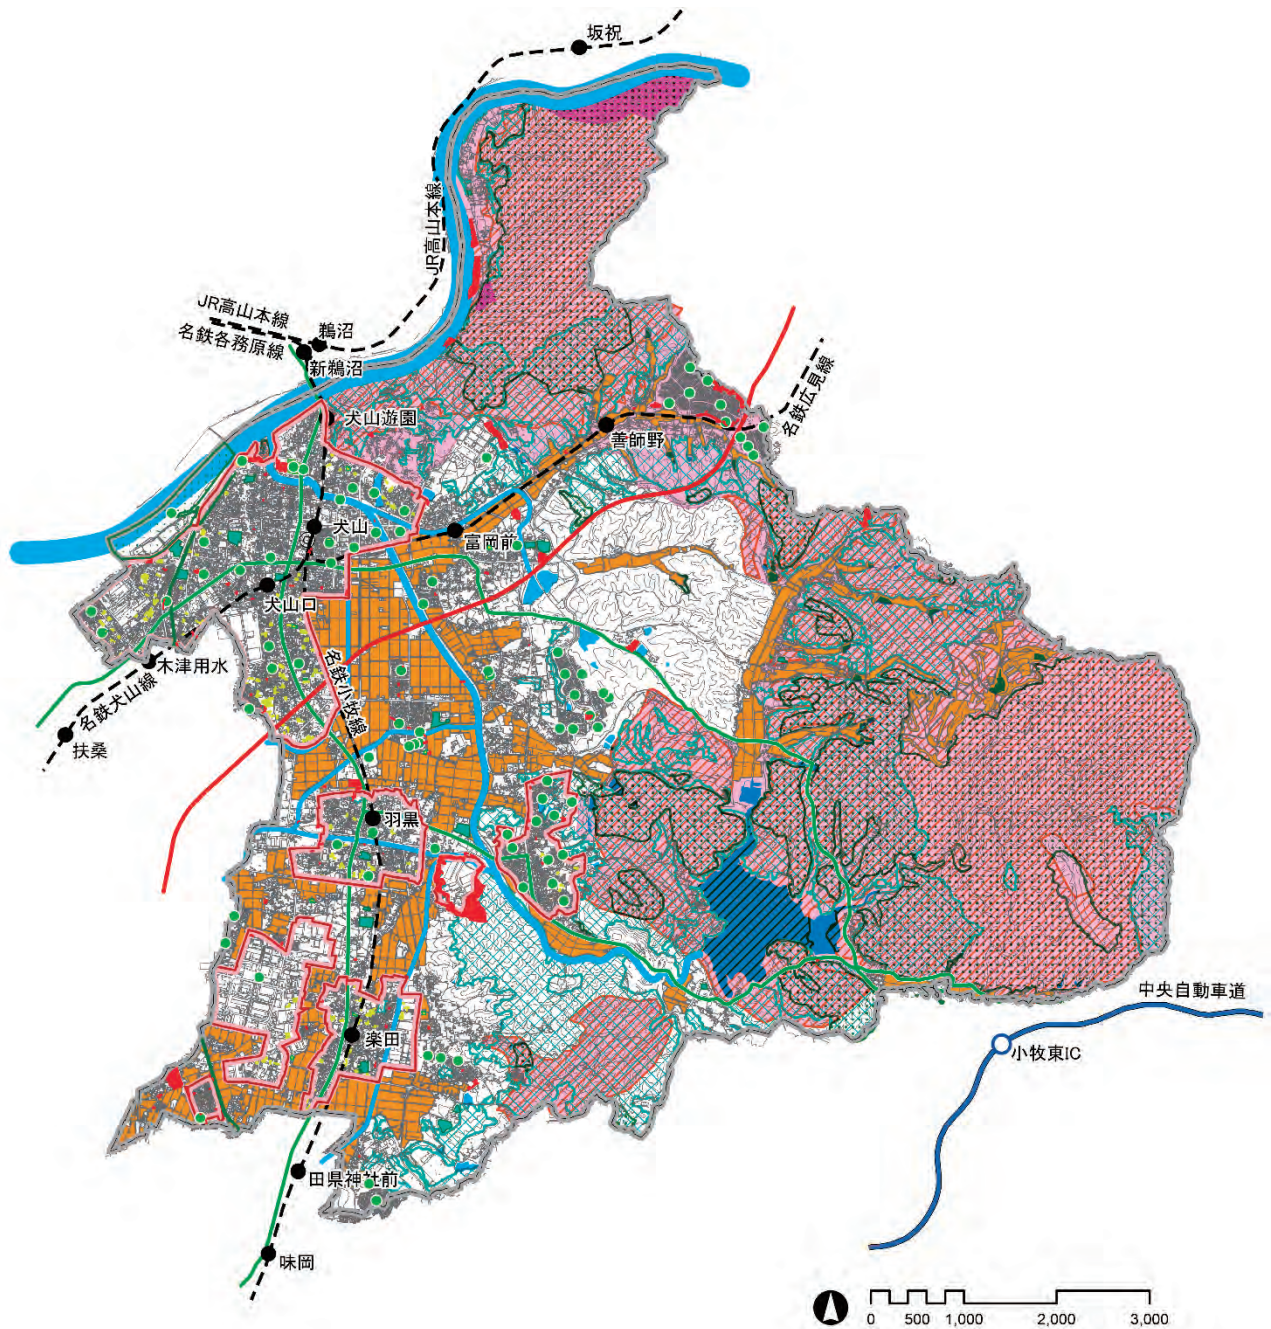 坂祝
JR高山本線
JR高山本線
鵜沼
名鉄各務原線
新鵜沼
犬山遊園
名鉄広見線
善師野
犬山
富岡前
犬山口
木津用水
名鉄小牧線
名鉄犬山線
扶桑
羽黒
中央自動車道
楽田
小牧東IC
田県神社前
味岡
0 500 1,000 2,000 3,000